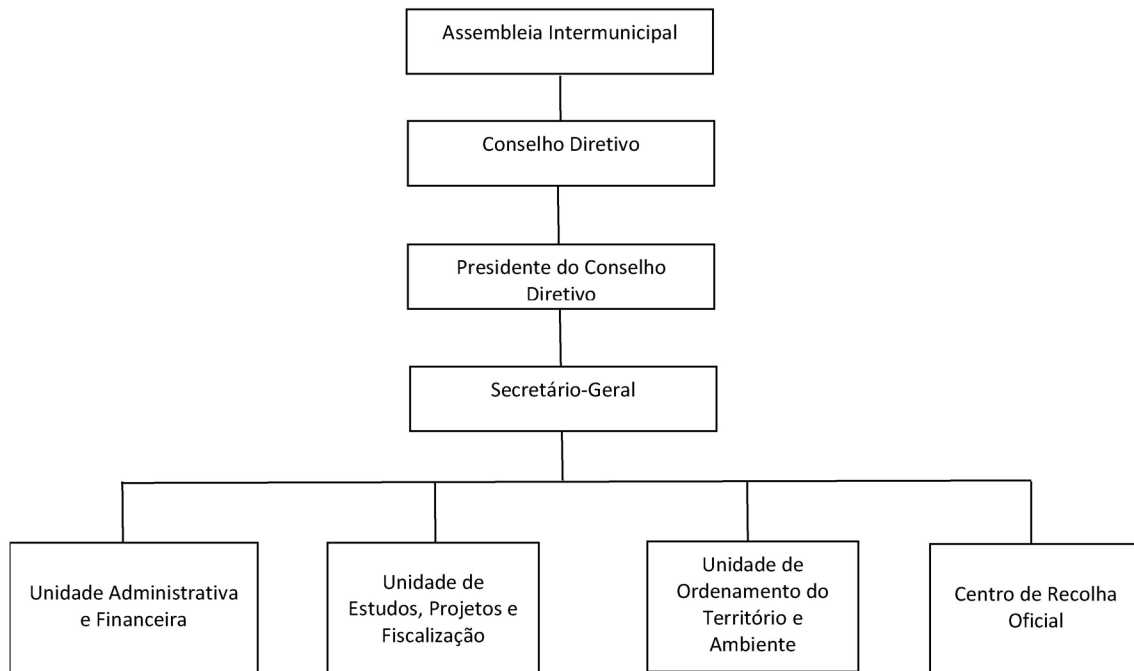 Assembleia Intermunicipal
Conselho Diretivo
Presidente do Conselho
Diretivo
Secretário-Geral
Unidade Administrativa
e Financeira
Unidade de
Estudos, Projetos e
Fiscalização
Unidade de
Ordenamento do
Território e
Ambiente
Centro de Recolha
Oficial